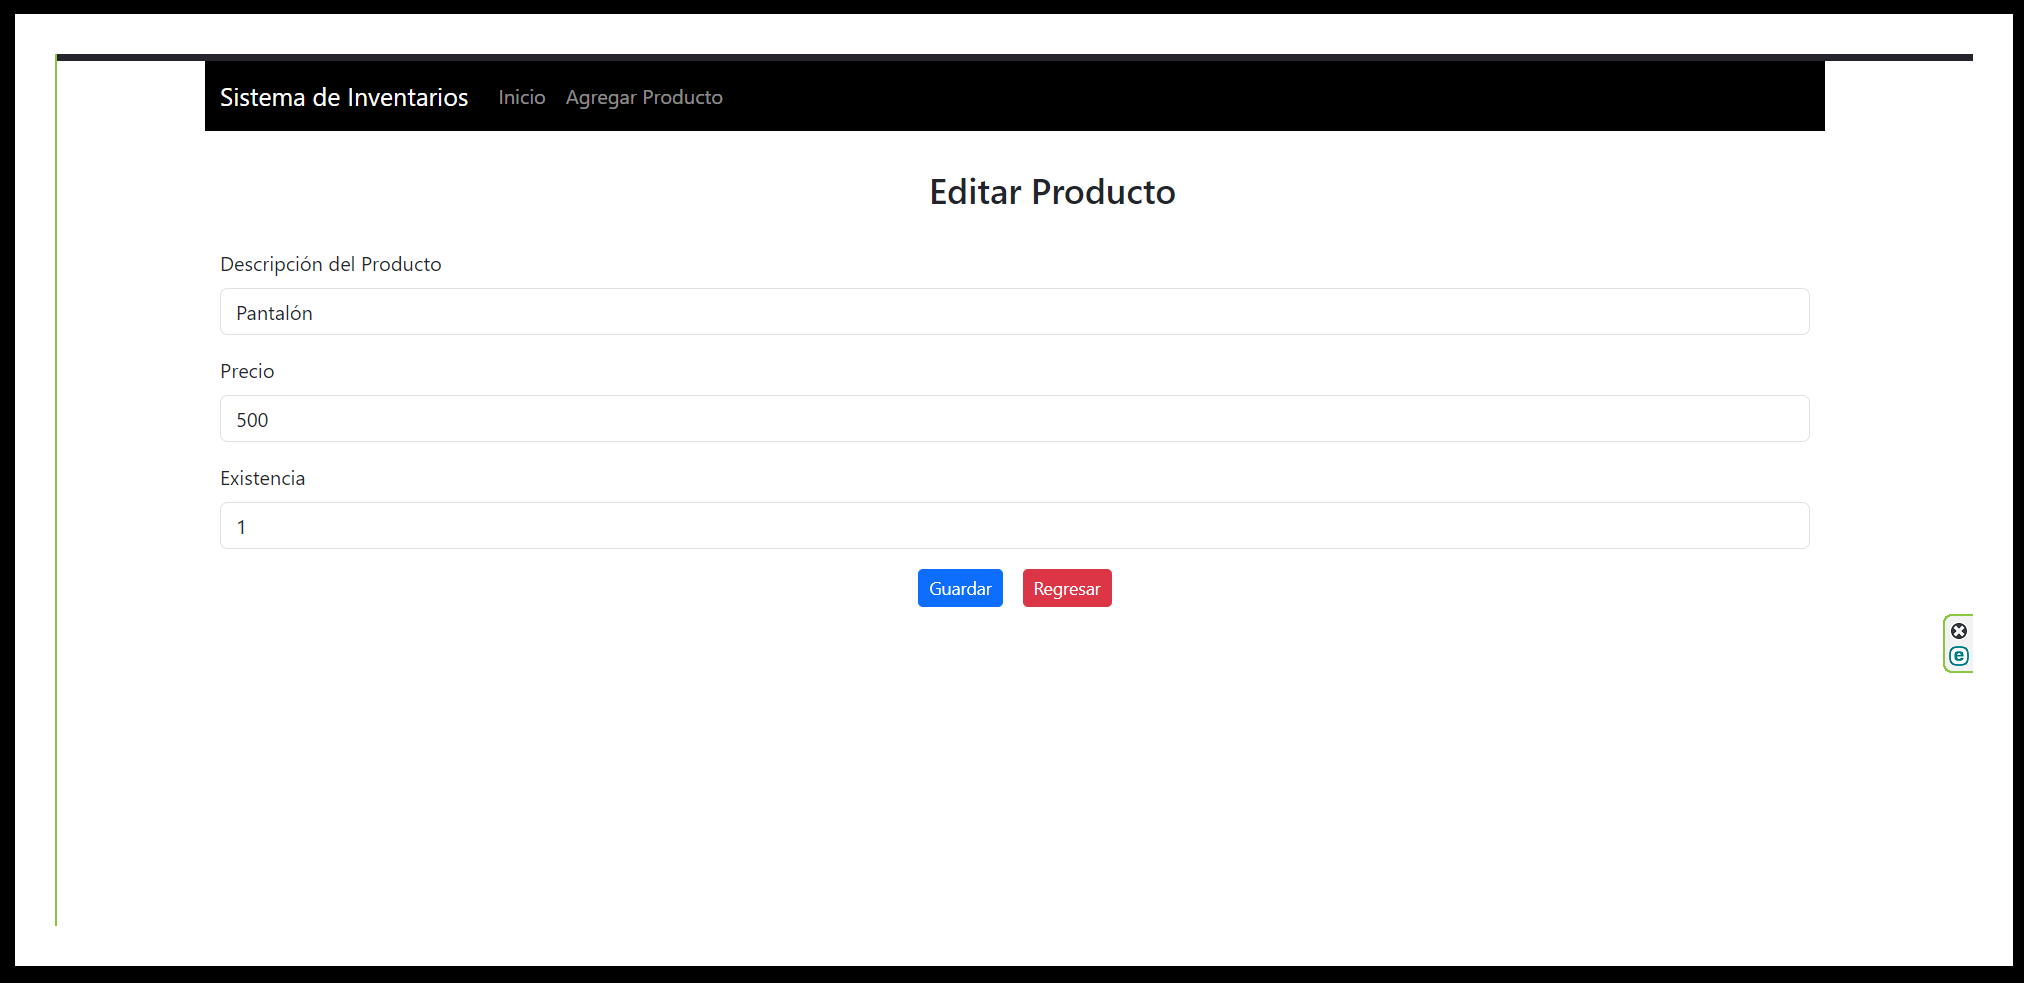 Sistema de Inventarios Inicio Agregar Producto
Editar Producto
Descripción del Producto
Pantalón
Precio
500
Existencia
1
Guardar Regresar
e